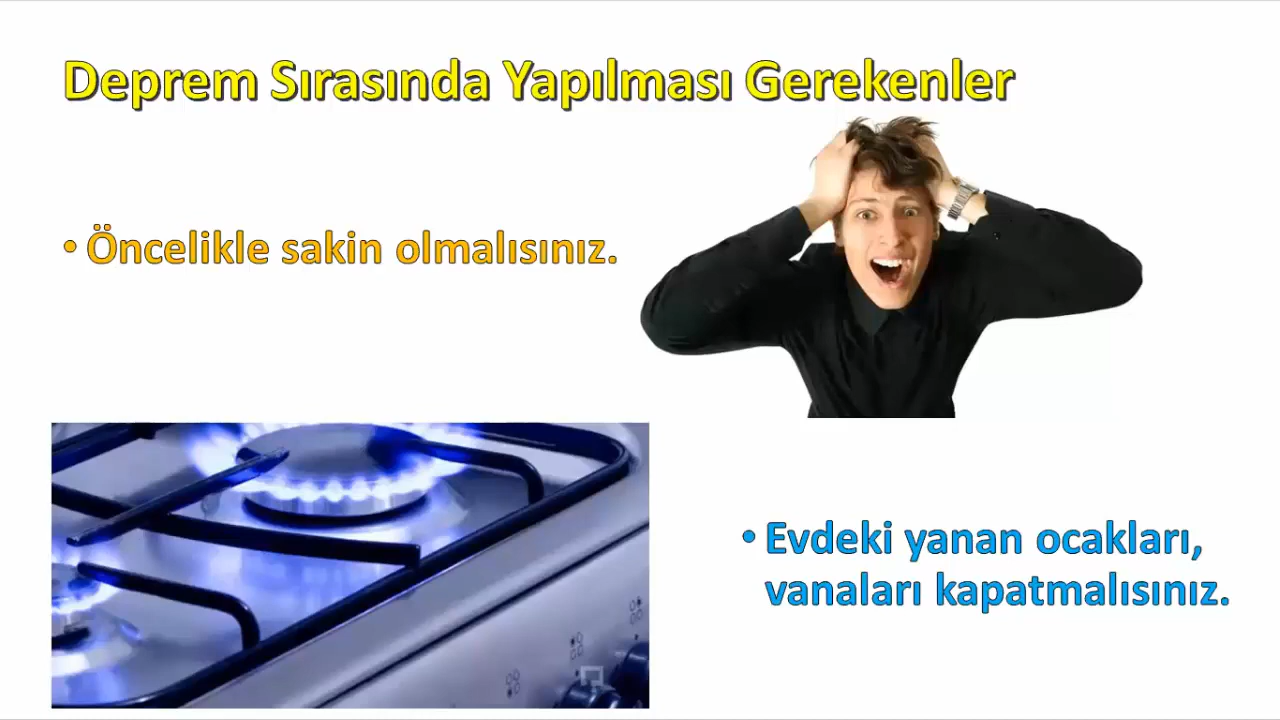 Deprem Sırasında Yapılması Gerekenler
• Öncelikle sakin olmalısınız.
• Evdeki yanan ocakları,
vanaları kapatmalısınız.